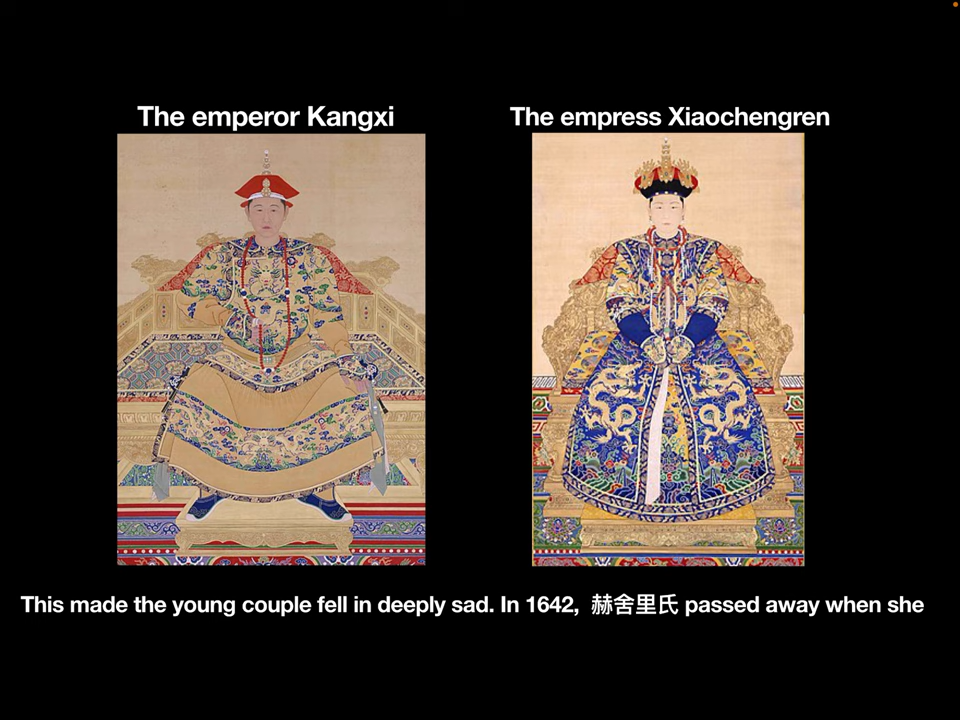 The emperor Kangxi
The empress Xiaochengren
This made the young couple fell in deeply sad. In 1642, 赫舍里氏 passed away when she